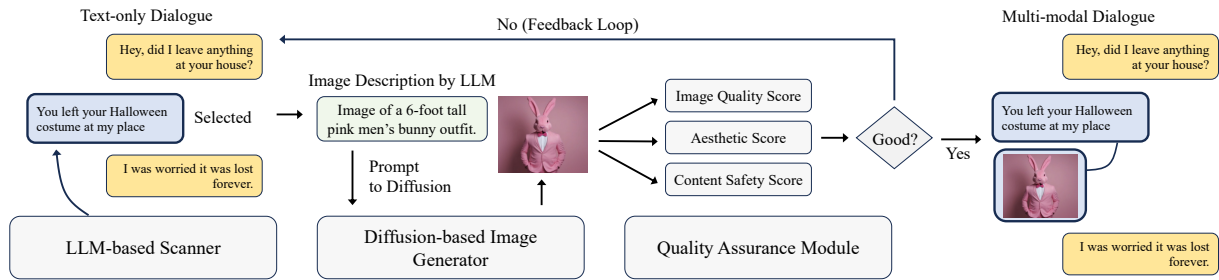 Text-only Dialogue
Hey, did I leave anything
at your house?
You left your Halloween
costume at my place
Selected
I was worried it was lost
forever.
LLM-based Scanner
No (Feedback Loop)
Image Description by LLM
Image of a 6-foot tall
pink men's bunny outfit.
Prompt
to Diffusion
Diffusion-based Image
Generator
Image Quality Score
Aesthetic Score
Content Safety Score
Quality Assurance Module
Good?
Yes
Multi-modal Dialogue
Hey, did I leave anything
at your house?
You left your Halloween
costume at my place
I was worried it was lost
forever.